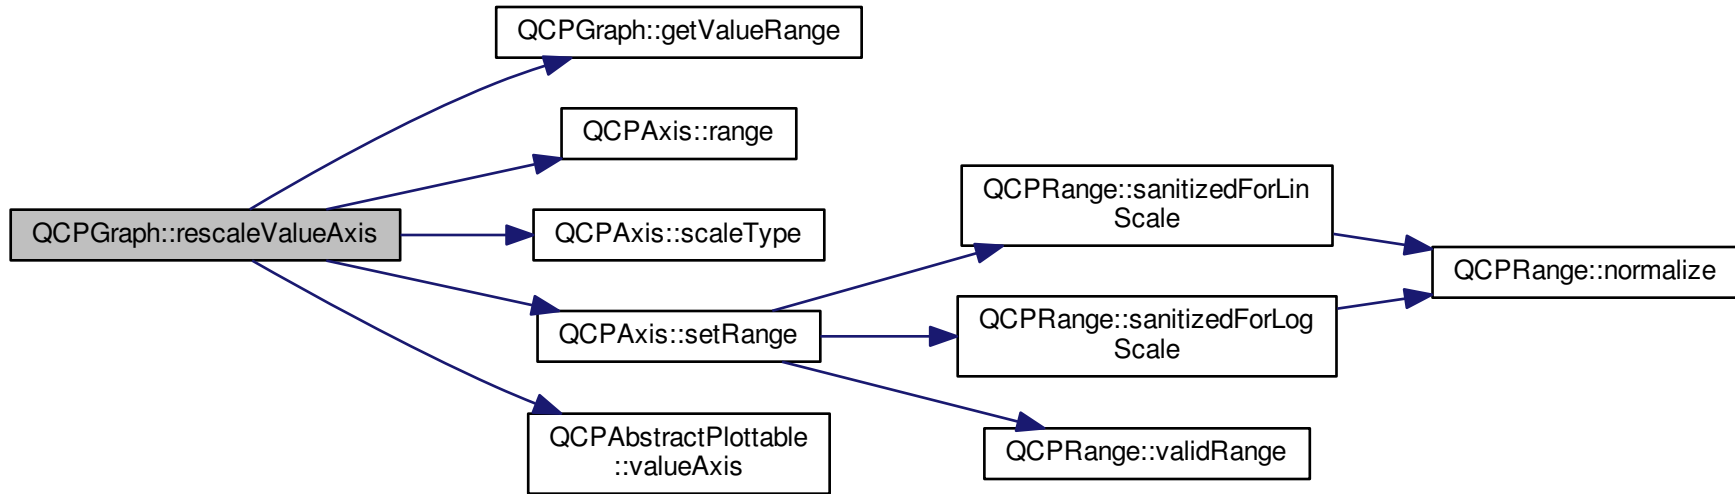 QCPGraph::getValueRange
QCPAxis::range
QCPGraph::rescaleValueAxis
QCPAxis::scaleType
QCPAxis::setRange
QCPAbstractPlottable
::valueAxis
QCPRange::sanitizedForLin
Scale
QCPRange::sanitizedForLog
Scale
QCPRange::validRange
QCPRange::normalize